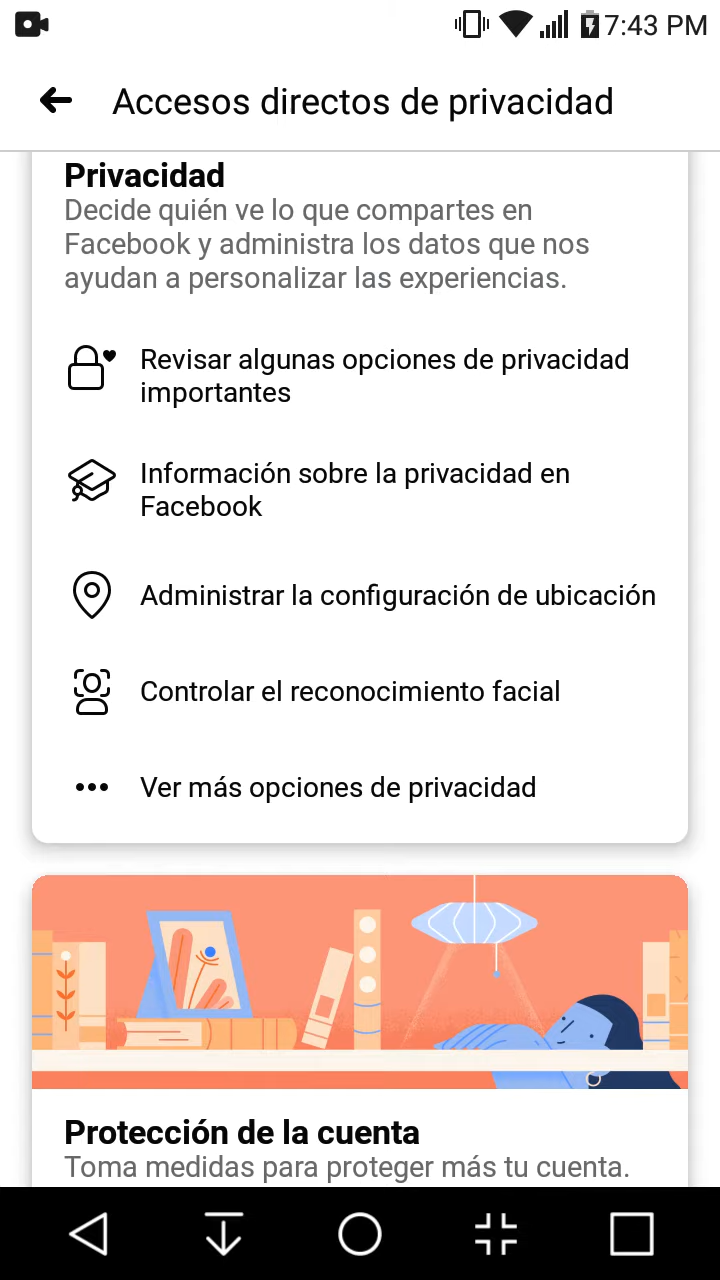 7:43 PM
Accesos directos de privacidad
Privacidad
Decide quién ve lo que compartes en
Facebook y administra los datos que nos
ayudan a personalizar las experiencias.
Revisar algunas opciones de privacidad
importantes
Información sobre la privacidad en
Facebook
Administrar la configuración de ubicación
Controlar el reconocimiento facial
Ver más opciones de privacidad
Protección de la cuenta
Toma medidas para proteger más tu cuenta.